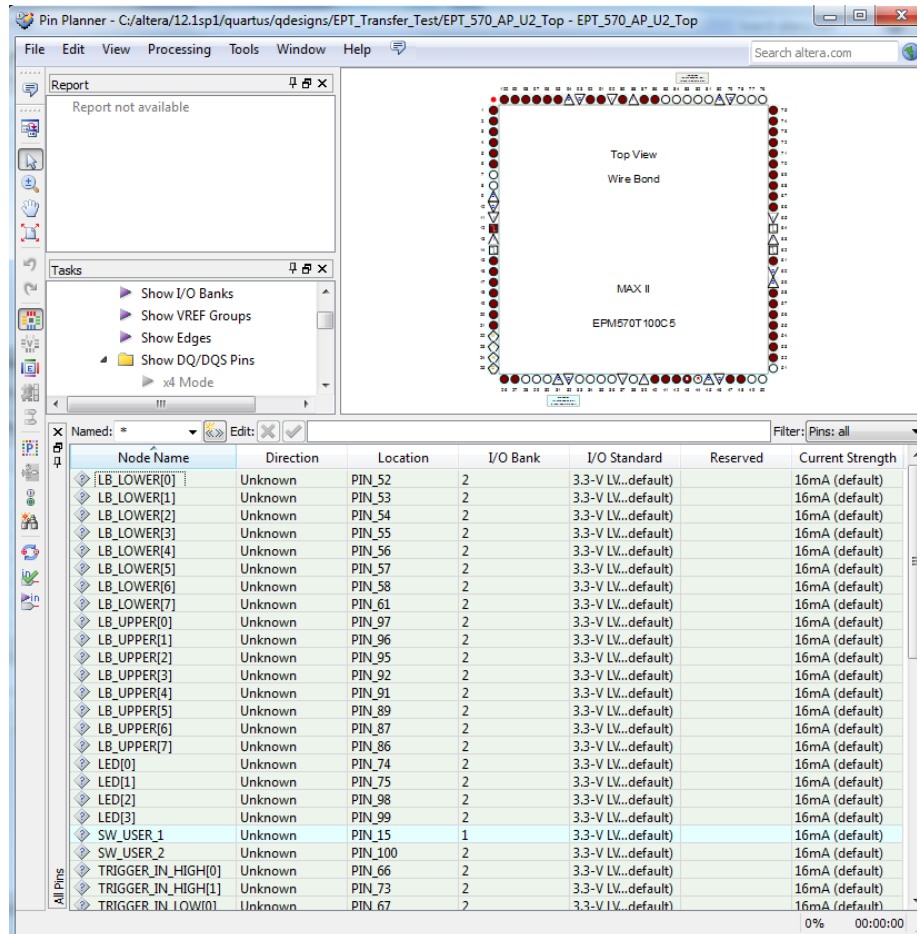 Pin Planner - C:/altera/12.1sp1/quartus/qdesigns/EPT_Transfer_Test/EPT_570_AP_U2_Top - EPT_570_AP_U2_Top
File Edit View Processing Tools Window Help
Search altera.com
Report
Report not available
Tasks
Show I/O Banks
Show VREF Groups
Show Edges
Show DQ/DQS Pins
x4 Mode
Top View
Wire Bond
MAX II
EPM570T100C5
Named: * Edit: Filter: Pins: all
Node Name Direction Location I/O Bank I/O Standard Reserved Current Strength
LB_LOWER[0] Unknown PIN_52 2 3.3-V LV...default) 16mA (default)
LB_LOWER[1] Unknown PIN_53 2 3.3-V LV...default) 16mA (default)
LB_LOWER[2] Unknown PIN_54 2 3.3-V LV...default) 16mA (default)
LB_LOWER[3] Unknown PIN_55 2 3.3-V LV...default) 16mA (default)
LB_LOWER[4] Unknown PIN_56 2 3.3-V LV...default) 16mA (default)
LB_LOWER[5] Unknown PIN_57 2 3.3-V LV...default) 16mA (default)
LB_LOWER[6] Unknown PIN_58 2 3.3-V LV...default) 16mA (default)
LB_LOWER[7] Unknown PIN_61 2 3.3-V LV...default) 16mA (default)
LB_UPPER[0] Unknown PIN_97 2 3.3-V LV...default) 16mA (default)
LB_UPPER[1] Unknown PIN_96 2 3.3-V LV...default) 16mA (default)
LB_UPPER[2] Unknown PIN_95 2 3.3-V LV...default) 16mA (default)
LB_UPPER[3] Unknown PIN_92 2 3.3-V LV...default) 16mA (default)
LB_UPPER[4] Unknown PIN_91 2 3.3-V LV...default) 16mA (default)
LB_UPPER[5] Unknown PIN_89 2 3.3-V LV...default) 16mA (default)
LB_UPPER[6] Unknown PIN_87 2 3.3-V LV...default) 16mA (default)
LB_UPPER[7] Unknown PIN_86 2 3.3-V LV...default) 16mA (default)
LED[0] Unknown PIN_74 2 3.3-V LV...default) 16mA (default)
LED[1] Unknown PIN_75 2 3.3-V LV...default) 16mA (default)
LED[2] Unknown PIN_98 2 3.3-V LV...default) 16mA (default)
LED[3] Unknown PIN_99 2 3.3-V LV...default) 16mA (default)
SW_USER_1 Unknown PIN_15 1 3.3-V LV...default) 16mA (default)
SW_USER_2 Unknown PIN_100 2 3.3-V LV...default) 16mA (default)
TRIGGER_IN_HIGH[0] Unknown PIN_66 2 3.3-V LV...default) 16mA (default)
TRIGGER_IN_HIGH[1] Unknown PIN_73 2 3.3-V LV...default) 16mA (default)
TRIGGER_IN_LOW[0] Unknown PIN_67 2 3.3-V LV...default) 16mA (default)
All Pins
0% 00:00:00